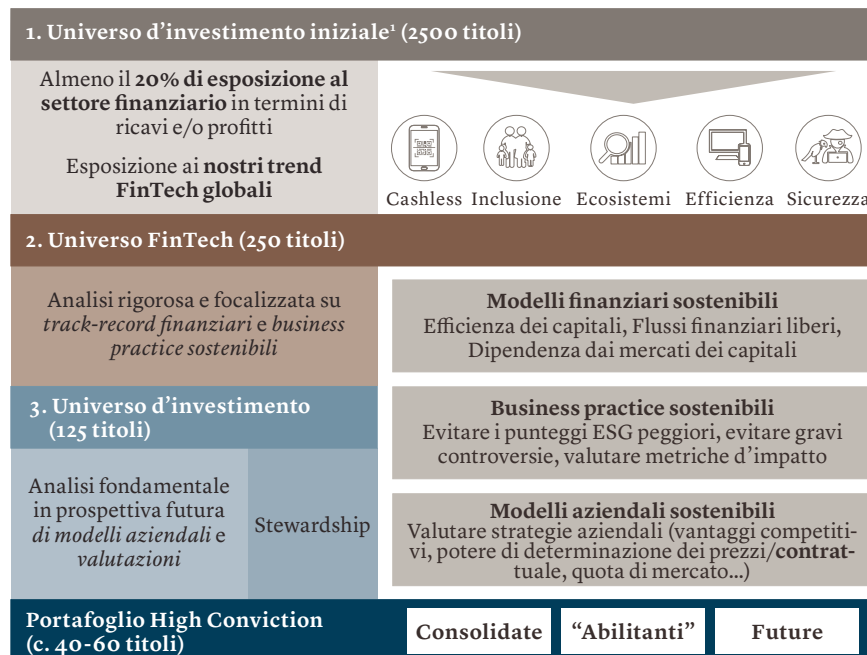 1. Universo d'investimento iniziale¹ (2500 titoli)
Almeno il 20% di esposizione al
settore finanziario in termini di
ricavi e/o profitti
Esposizione ai nostri trend
FinTech globali
Cashless Inclusione Ecosistemi Efficienza Sicurezza
2. Universo FinTech (250 titoli)
Analisi rigorosa e focalizzata su
track-record finanziari e business
practice sostenibili
Modelli finanziari sostenibili
Efficienza dei capitali, Flussi finanziari liberi,
Dipendenza dai mercati dei capitali
3. Universo d'investimento
(125 titoli)
Business practice sostenibili
Evitare i punteggi ESG peggiori, evitare gravi
controversie, valutare metriche d'impatto
Analisi fondamentale
in prospettiva futura
di modelli aziendali e
valutazioni
Stewardship
Modelli aziendali sostenibili
Valutare strategie aziendali (vantaggi competiti-
vi, potere di determinazione dei prezzi/contrat-
tuale, quota di mercato...)
Portafoglio High Conviction
(c. 40-60 titoli)
Consolidate "Abilitanti" Future